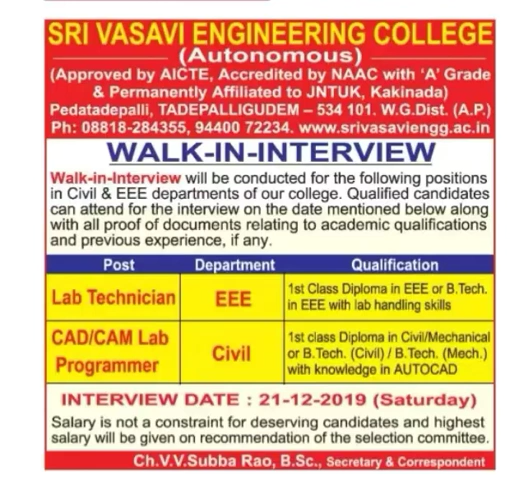 SRI VASAVI ENGINEERING COLLEGE
(Autonomous)
(Approved by AICTE, Accredited by NAAC with 'A' Grade
& Permanently Affiliated to JNTUK, Kakinada)
Pedatadepalli, TADEPALLIGUDEM – 534 101. W.G.Dist. (A.P.)
Ph: 08818-284355, 94400 72234. www.srivasaviengg.ac.in
WALK-IN-INTERVIEW
Walk-in-Interview will be conducted for the following positions
in Civil & EEE departments of our college. Qualified candidates
can attend for the interview on the date mentioned below along
with all proof of documents relating to academic qualifications
and previous experience, if any.
Post Department Qualification
Lab Technician EEE 1st Class Diploma in EEE or B.Tech.
in EEE with lab handling skills
CAD/CAM Lab
Programmer Civil 1st class Diploma in Civil/Mechanical
or B.Tech. (Civil) / B.Tech. (Mech.)
with knowledge in AUTOCAD
INTERVIEW DATE : 21-12-2019 (Saturday)
Salary is not a constraint for deserving candidates and highest
salary will be given on recommendation of the selection committee.
Ch.V.V.Subba Rao, B.Sc., Secretary & Correspondent